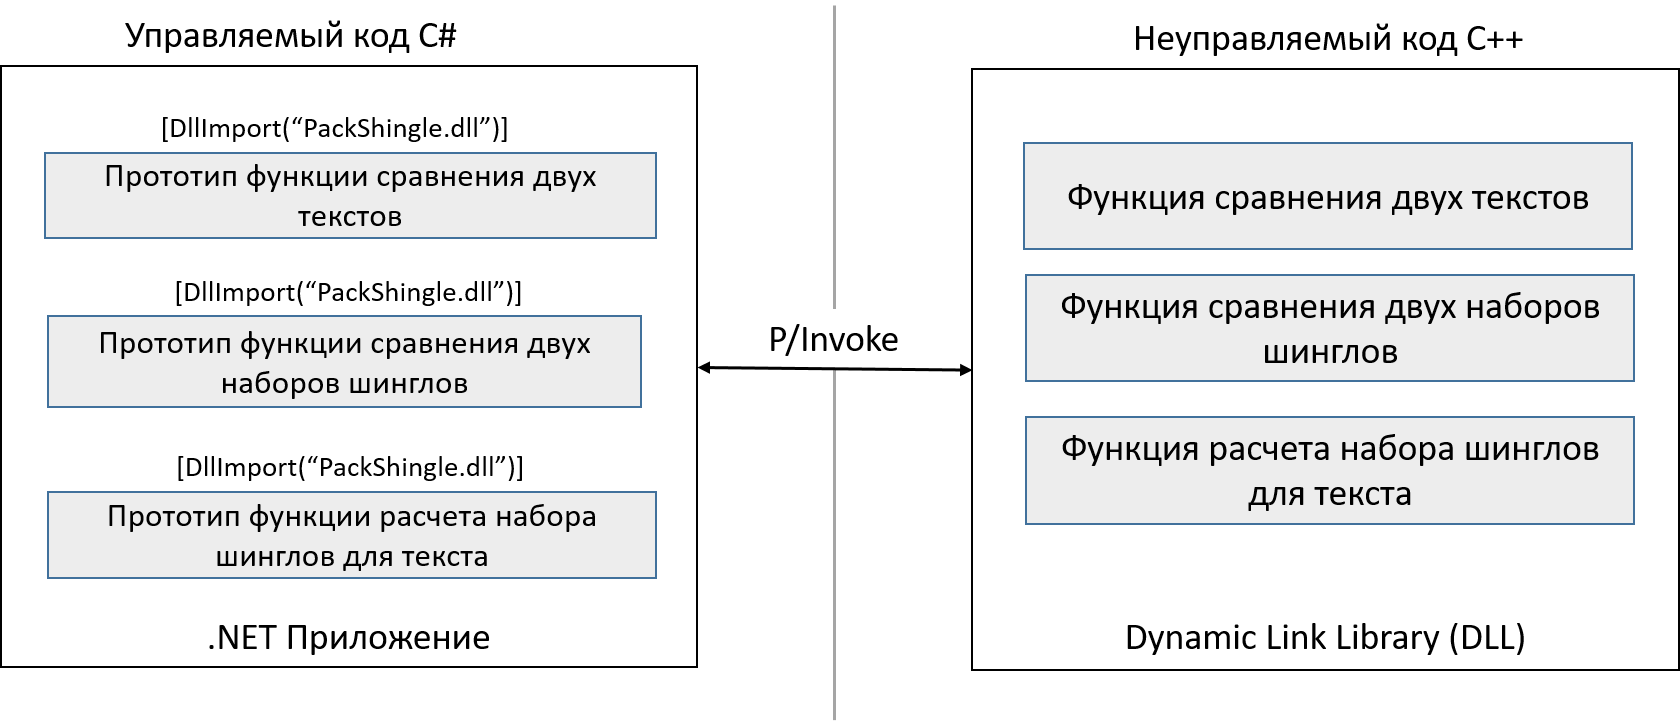 Управляемый код C#
[DllImport(“PackShingle.dll”)]
Прототип функции сравнения двух
текстов
[DllImport(“PackShingle.dll”)]
Прототип функции сравнения двух
наборов шинглов
[DllImport(“PackShingle.dll”)]
Прототип функции расчета набора
шинглов для текста
.NET Приложение
P/Invoke
Неуправляемый код C++
Функция сравнения двух текстов
Функция сравнения двух наборов
шинглов
Функция расчета набора шинглов
для текста
Dynamic Link Library (DLL)